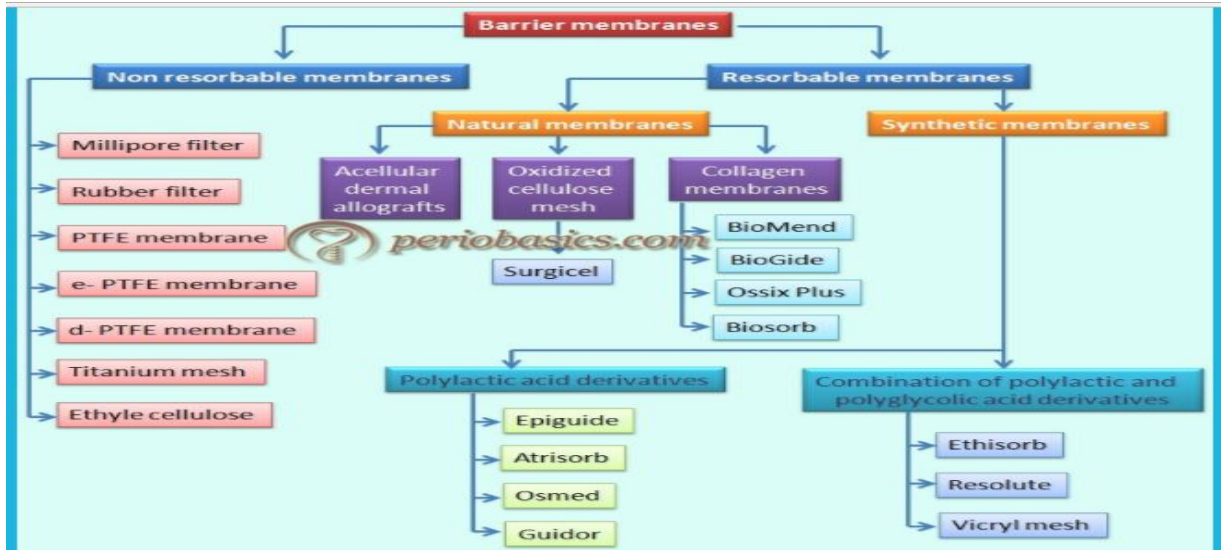 Barrier membranes
Non resorbable membranes
Resorbable membranes
Natural membranes
Synthetic membranes
Millipore filter
Rubber filter
PTFE membrane
e- PTFE membrane
d- PTFE membrane
Titanium mesh
Ethyle cellulose
Acellular
dermal
allografts
Oxidized
cellulose
mesh
Collagen
membranes
periobasics.com
Surgicel
BioMend
BioGide
Ossix Plus
Biosorb
Polylactic acid derivatives
Epiguide
Atrisorb
Osmed
Guidor
Combination of polylactic and
polyglycolic acid derivatives
Ethisorb
Resolute
Vicryl mesh